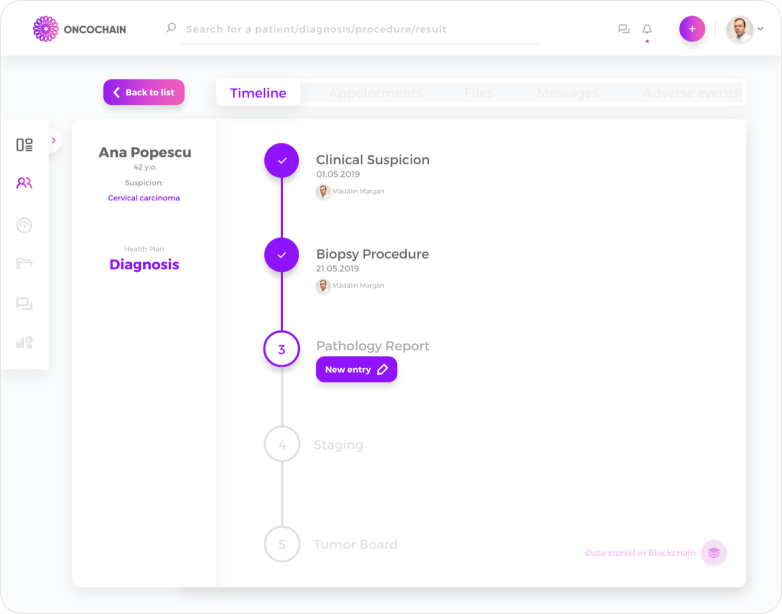 ONCOCHAIN
Search for a patient/diagnosis/procedure/result
+
Back to list
Timeline
Appointments
Files
Messages
Adverse events
Ana Popescu
42 y.o.
Suspicion:
Cervical carcinoma
Health Plan
Diagnosis
Clinical Suspicion
01.05.2019
Mădălin Margan
Biopsy Procedure
21.05.2019
Mădălin Margan
3
Pathology Report
New entry
4
Staging
5
Tumor Board
Data stored in Blockchain